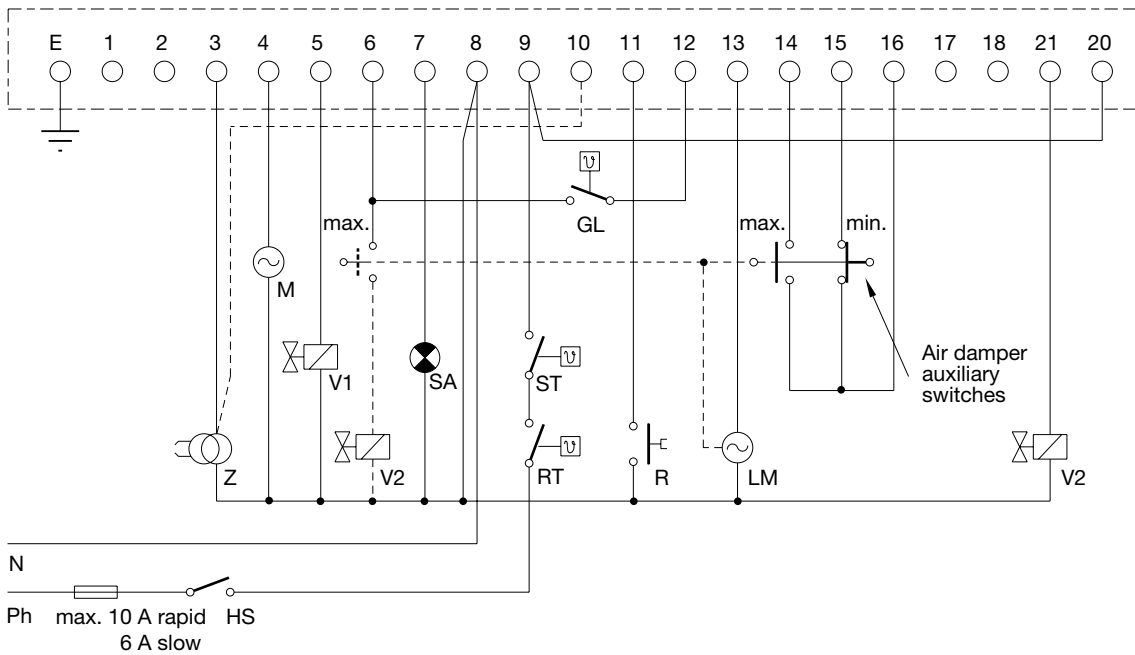 E 1 2 3 4 5 6 7 8 9 10 11 12 13 14 15 16 17 18 21 20
ϑ
GL
max.
max.
min.
M
V1
SA
ST
ϑ
Air damper
auxiliary
switches
Z
V2
RT
ϑ
R
LM
V2
N
Ph
max. 10 A rapid
6 A slow
HS